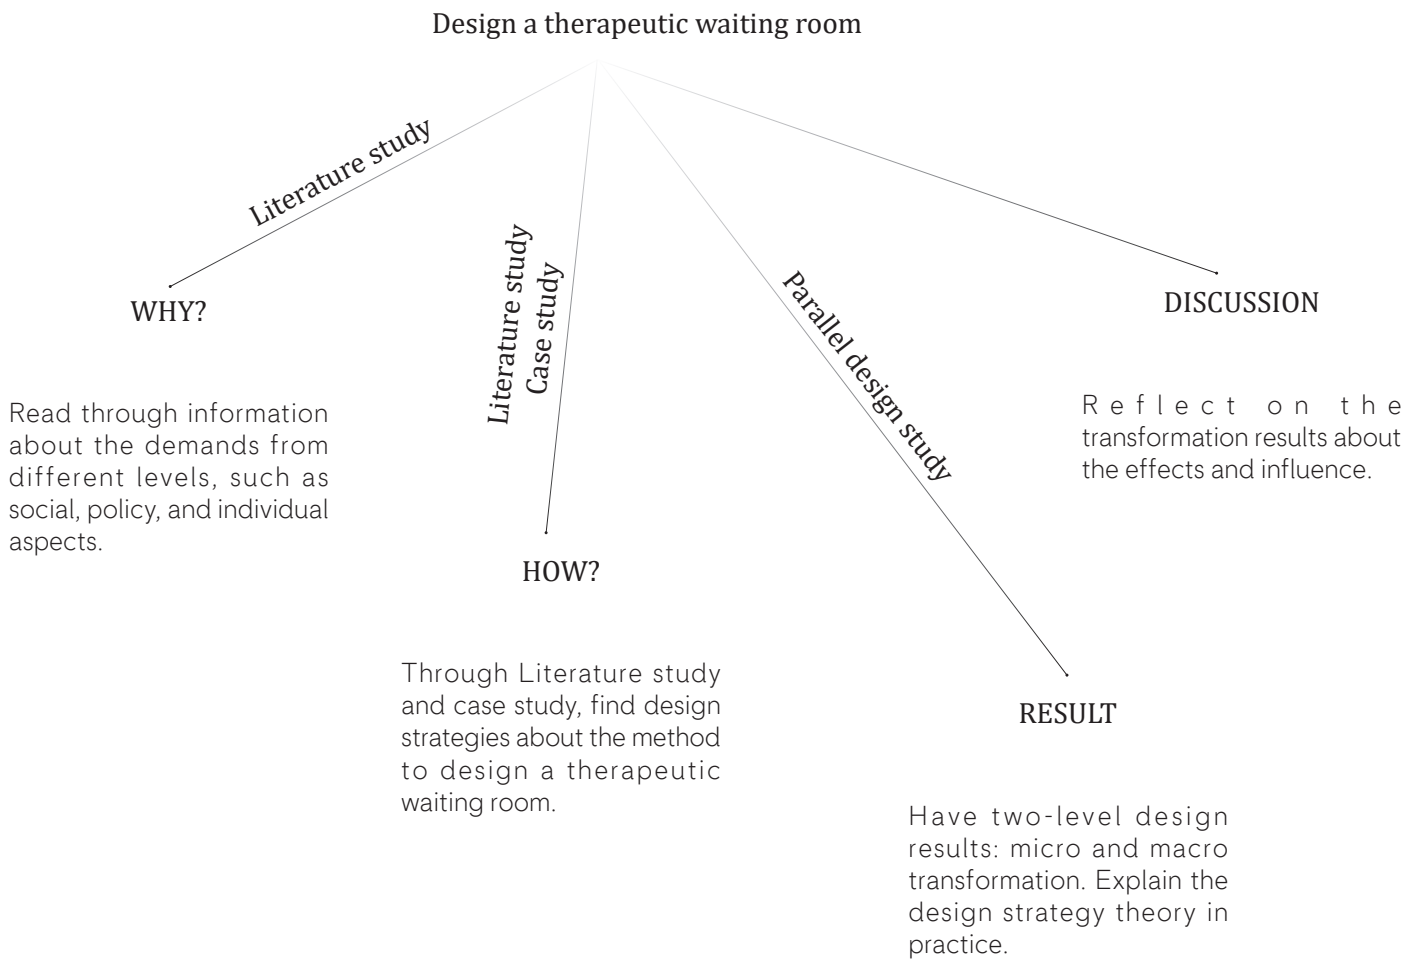 Design a therapeutic waiting room
Literature study
WHY?
Read through information
about the demands from
different levels, such as
social, policy, and individual
aspects.
Literature study
Case study
HOW?
Through Literature study
and case study, find design
strategies about the method
to design a therapeutic
waiting room.
Parallel design study
RESULT
Have two-level design
results: micro and macro
transformation. Explain the
design strategy theory in
practice.
DISCUSSION
Reflect on the
transformation results about
the effects and influence.